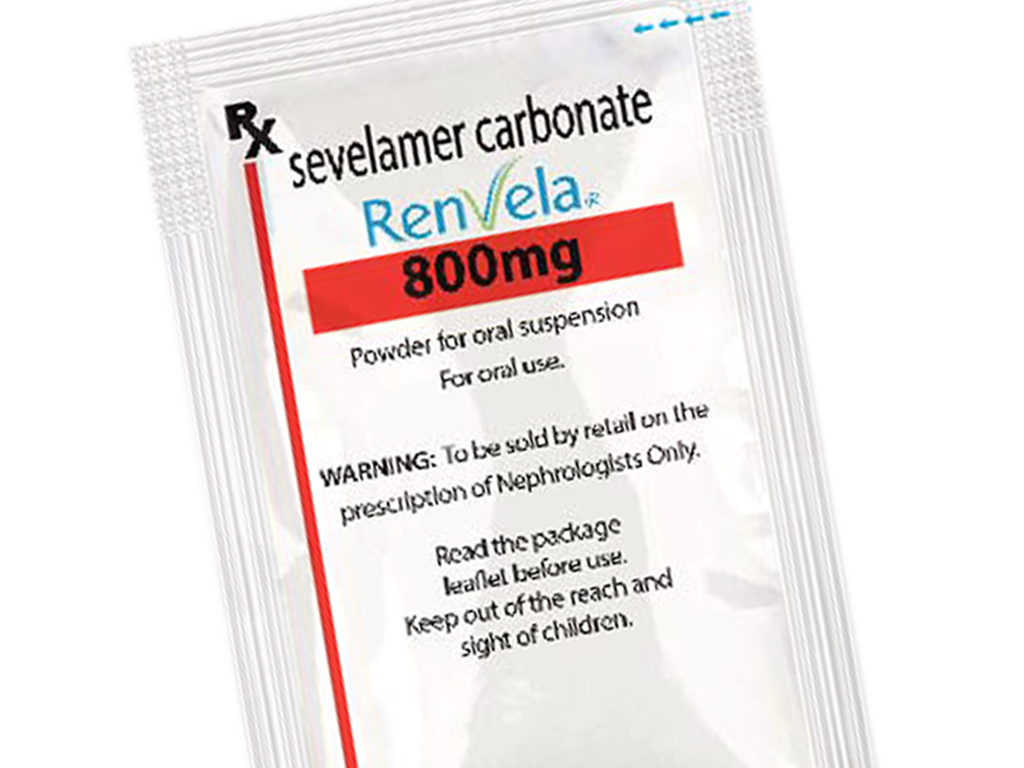 Rx
sevelamer carbonate
Renvela®
800mg
Powder for oral suspension
For oral use.
WARNING: To be sold by retail on the
prescription of Nephrologists Only.
Read the package
leaflet before use.
Keep out of the reach and
sight of children.